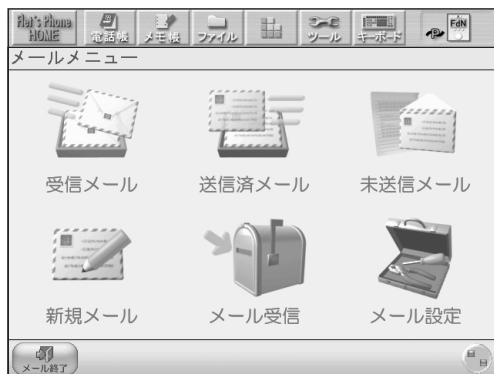 Flet's Phone
HOME
電話帳
メモ帳
ファイル
ツール
キーボード
FdN
メールメニュー
受信メール
送信済メール
未送信メール
新規メール
メール受信
メール設定
メール終了